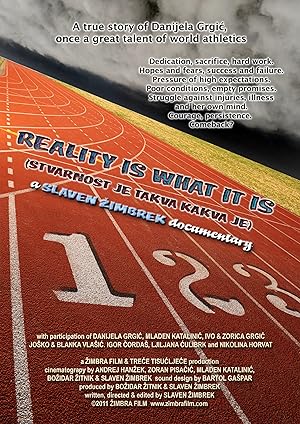 A true story of Danijela Grgić,
once a great talent of world athletics
Dedication, sacrifice, hard work.
Hopes and fears, success and failure.
Pressure of high expectations.
Poor conditions, empty promises.
Struggle against injuries, illness
and her own mind.
Courage, persistence.
Comeback?
REALITY IS WHAT IT IS
(STVARNOST JE TAKVA KAKVA JE)
a SLAVEN ŽIMBREK documentary
1 2 3
with participation of DANIJELA GRGIĆ, MLADEN KATALINIĆ, IVO & ZORICA GRGIĆ
JOŠKO & BLANKA VLAŠIĆ, IGOR ČORDAŠ, LJILJANA ĆULIBRK and NIKOLINA HORVAT
a ŽIMBRA FILM & TREĆE TISUĆLJEĆE production
cinematograpy by ANDREJ HANŽEK, ZORAN PISAČIĆ, MLADEN KATALINIĆ,
BOŽIDAR ŽITNIK & SLAVEN ŽIMBREK sound design by BARTOL GAŠPAR
produced by BOŽIDAR ŽITNIK & SLAVEN ŽIMBREK
written, directed & edited by SLAVEN ŽIMBREK
©2011 ŽIMBRA FILM www.zimbrafilm.com